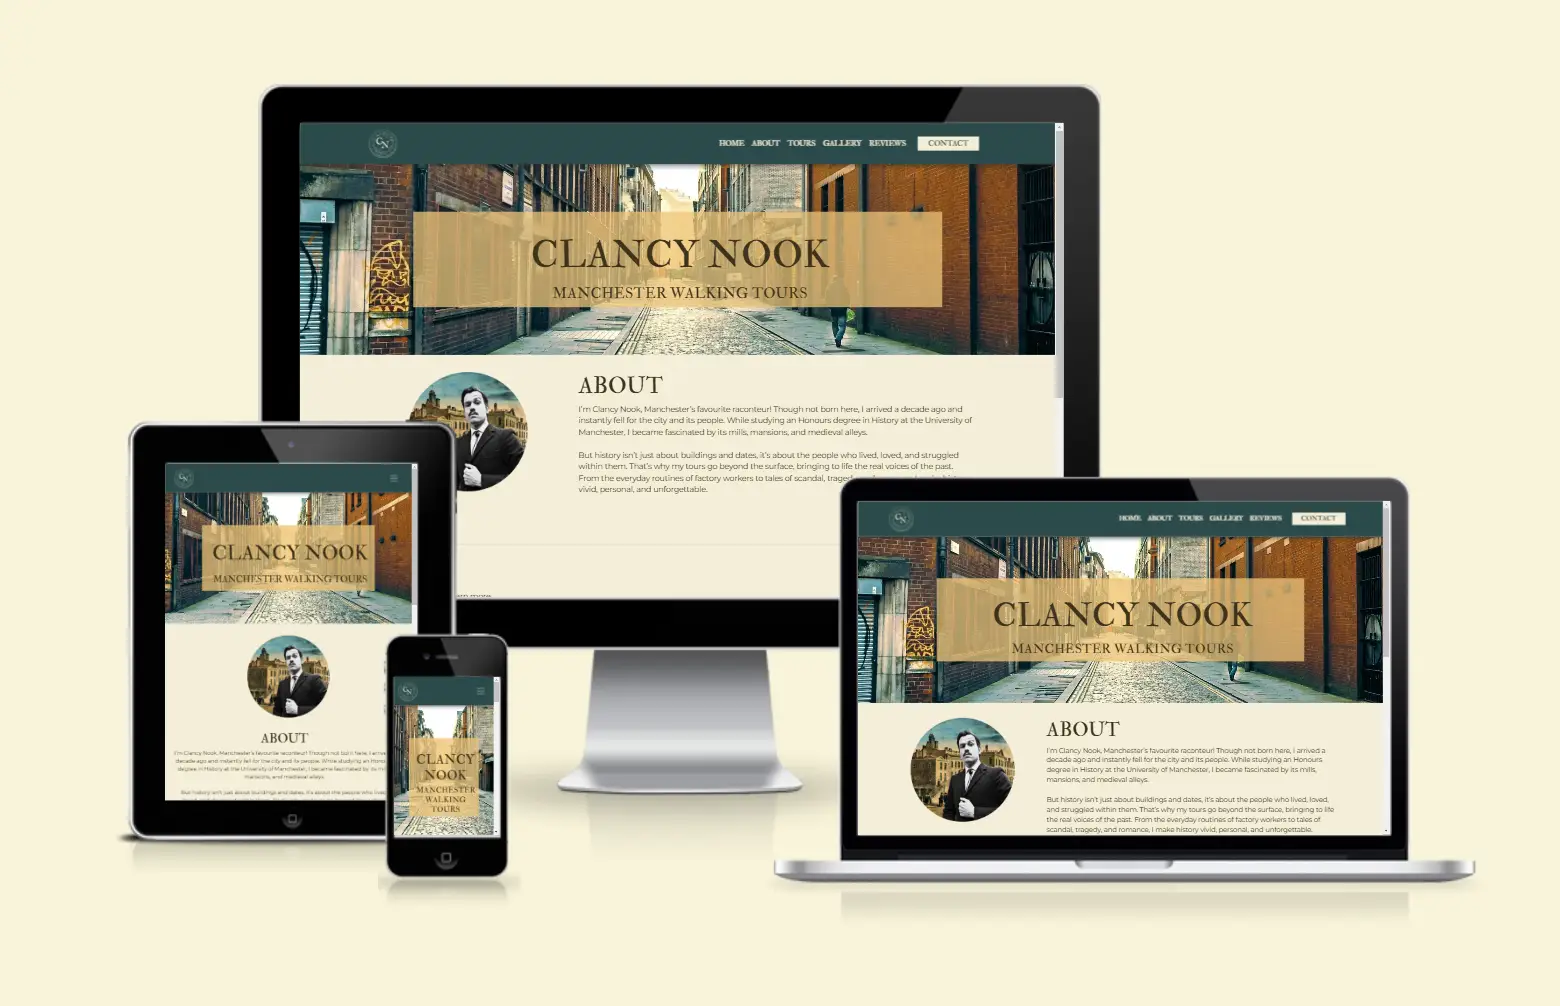 CN
HOME ABOUT TOURS GALLERY REVIEWS CONTACT
CLANCY NOOK
MANCHESTER WALKING TOURS
ABOUT
I'm Clancy Nook, Manchester's favourite raconteur! Though not born here, I arrived a decade ago and
instantly fell for the city and its people. While studying an Honours degree in History at the University of
Manchester, I became fascinated by its mills, mansions, and medieval alleys.
But history isn't just about buildings and dates, it's about the people who lived, loved, and struggled
within them. That's why my tours go beyond the surface, bringing to life the real voices of the past.
From the everyday routines of factory workers to tales of scandal,
vivid, personal, and unforgettable.
more
CN
CLANCY NOOK
MANCHESTER WALKING TOURS
ABOUT
I'm Clancy Nook, Manchester's favourite raconteur! Though not born here, I
decade ago and instantly fell for the city and its people. While studying an
degree in History at the University of Manchester, I became fascinated by its
mansions, and medieval alleys.
But history isn't just about buildings and dates, it's about the people who
CN
CLANCY
NOOK
MANCHESTER
WALKING
TOURS
CN
HOME ABOUT TOURS GALLERY REVIEWS CONTACT
CLANCY NOOK
MANCHESTER WALKING TOURS
ABOUT
I'm Clancy Nook, Manchester's favourite raconteur! Though not born here, I arrived a
decade ago and instantly fell for the city and its people. While studying an Honours
degree in History at the University of Manchester, I became fascinated by its mills,
mansions, and medieval alleys.
But history isn't just about buildings and dates, it's about the people who lived, loved,
and struggled within them. That's why my tours go beyond the surface, bringing to life
the real voices of the past. From the everyday routines of factory workers to tales of
scandal, tragedy, and romance, I make history vivid, personal, and unforgettable.